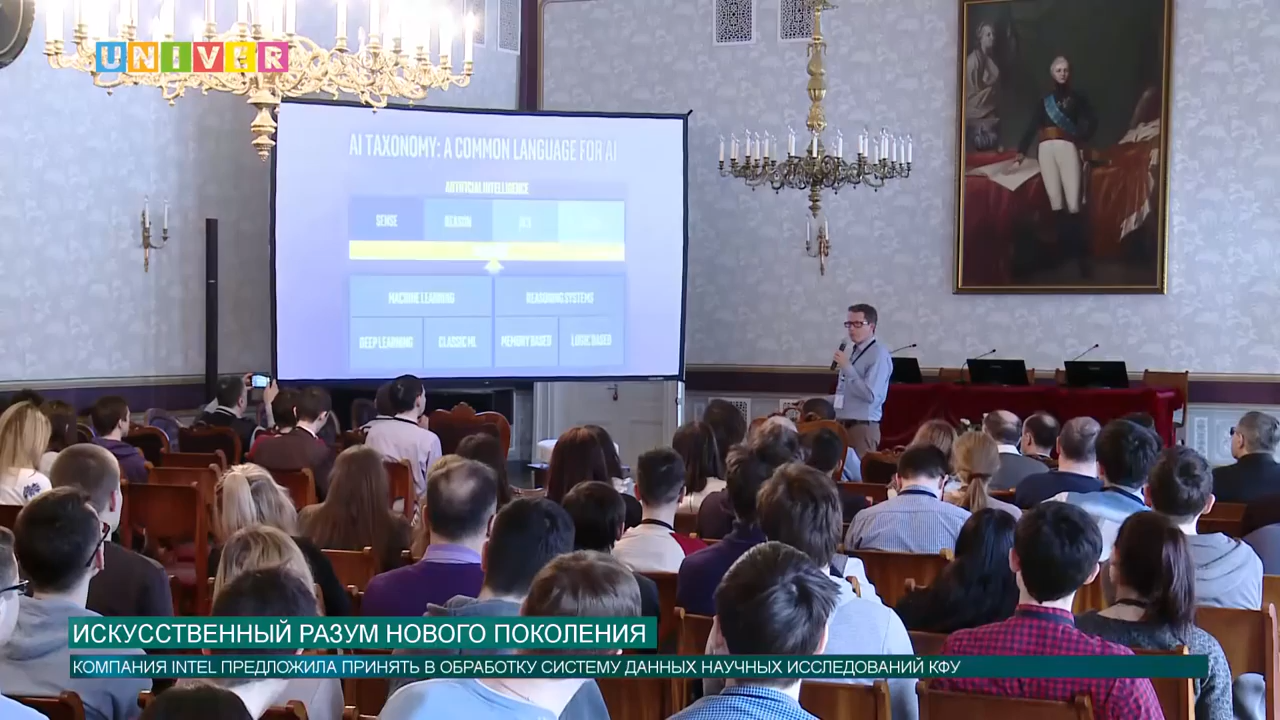 UNIVER
AI TAXONOMY: A COMMON LANGUAGE FOR AI
ARTIFICIAL INTELLIGENCE
SENSE REASON ACT
MACHINE LEARNING REASONING SYSTEMS
DEEP LEARNING CLASSIC ML MEMORY BASED LOGIC BASED
ИСКУССТВЕННЫЙ РАЗУМ НОВОГО ПОКОЛЕНИЯ
КОМПАНИЯ INTEL ПРЕДЛОЖИЛА ПРИНЯТЬ В ОБРАБОТКУ СИСТЕМУ ДАННЫХ НАУЧНЫХ ИССЛЕДОВАНИЙ КФУ